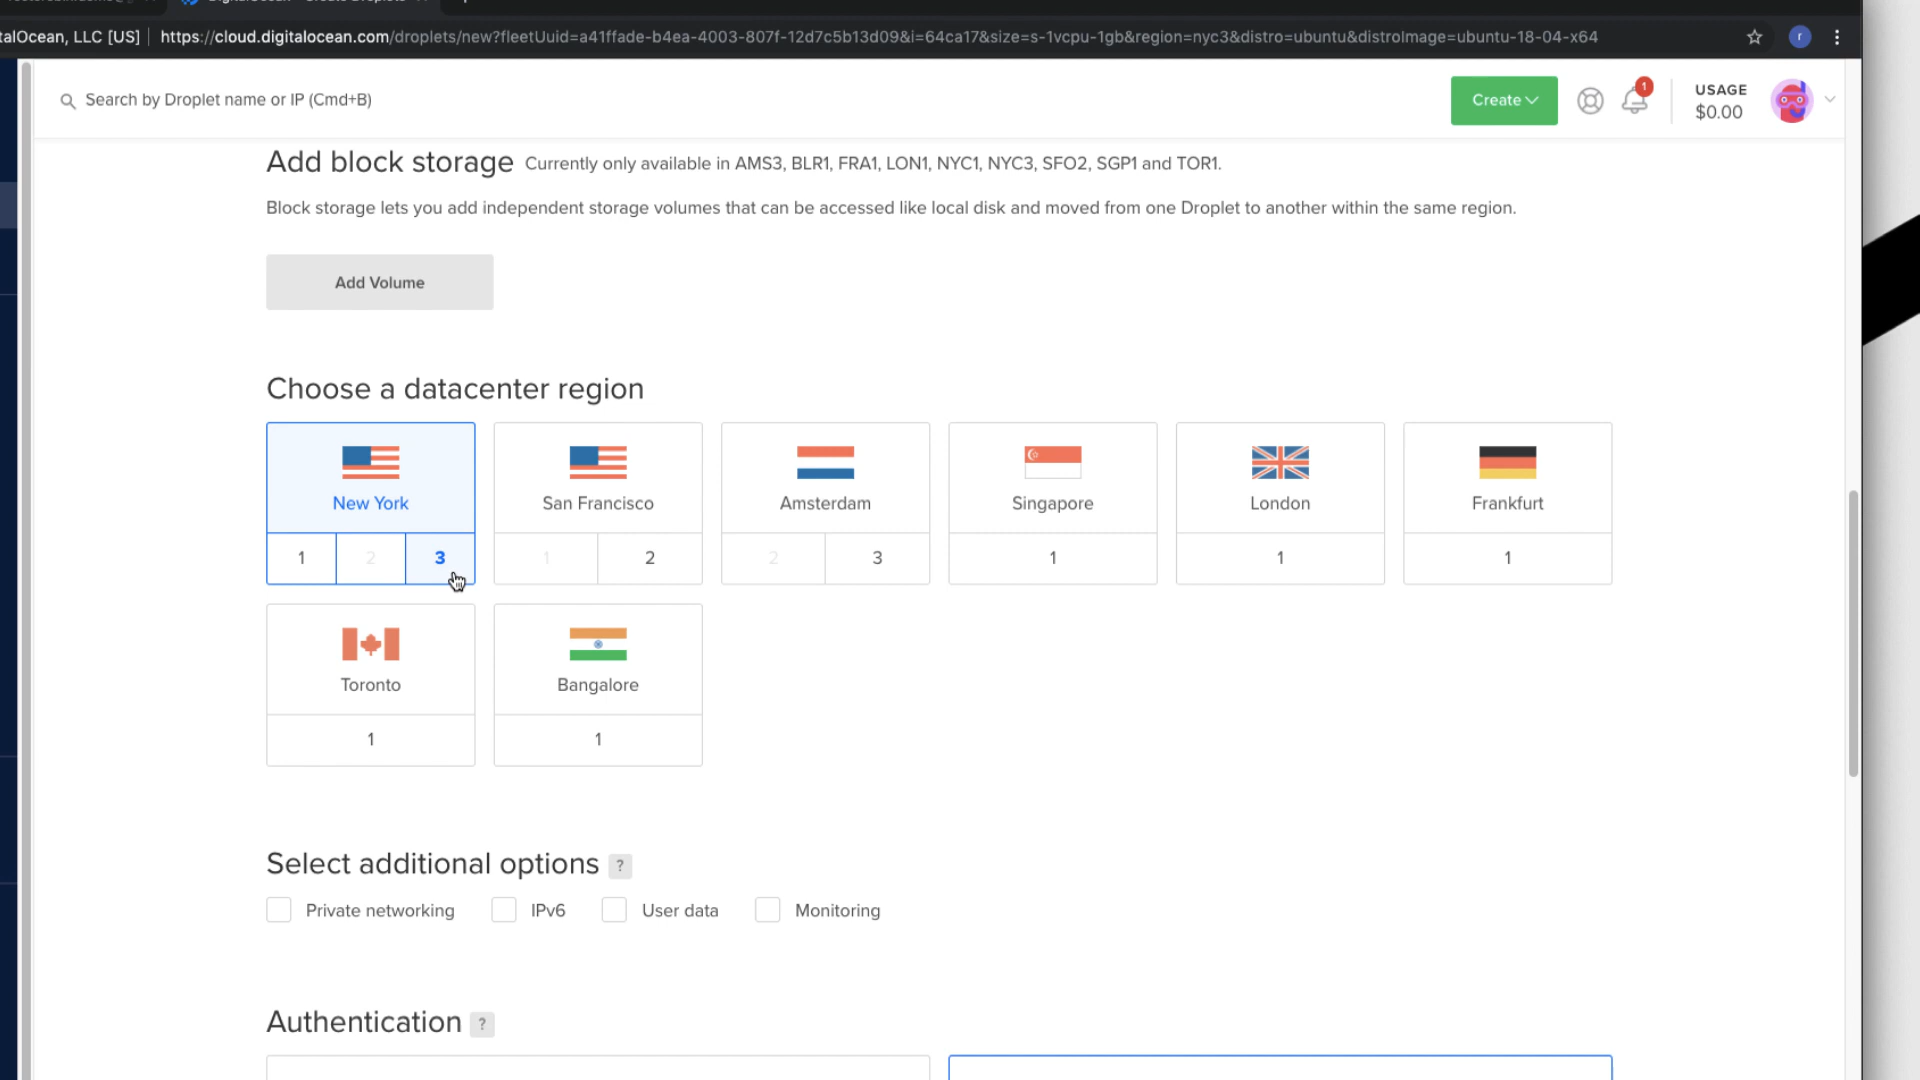 talOcean, LLC [US] https://cloud.digitalocean.com/droplets/new?fleetUuid=a41ffade-b4ea-4003-807f-12d7c5b13d09&i=64ca17&size=s-1vcpu-1gb&region=nyc3&distro=ubuntu&distroImage=ubuntu-18-04-x64 r
Search by Droplet name or IP (Cmd+B)
Create
1
USAGE
$0.00
Add block storage Currently only available in AMS3, BLR1, FRA1, LON1, NYC1, NYC3, SFO2, SGP1 and TOR1.
Block storage lets you add independent storage volumes that can be accessed like local disk and moved from one Droplet to another within the same region.
Add Volume
Choose a datacenter region
New York San Francisco Amsterdam Singapore London Frankfurt
1 2 3 1 2 2 3 1 1 1
Toronto Bangalore
1 1
Select additional options ?
Private networking IPv6 User data Monitoring
Authentication ?